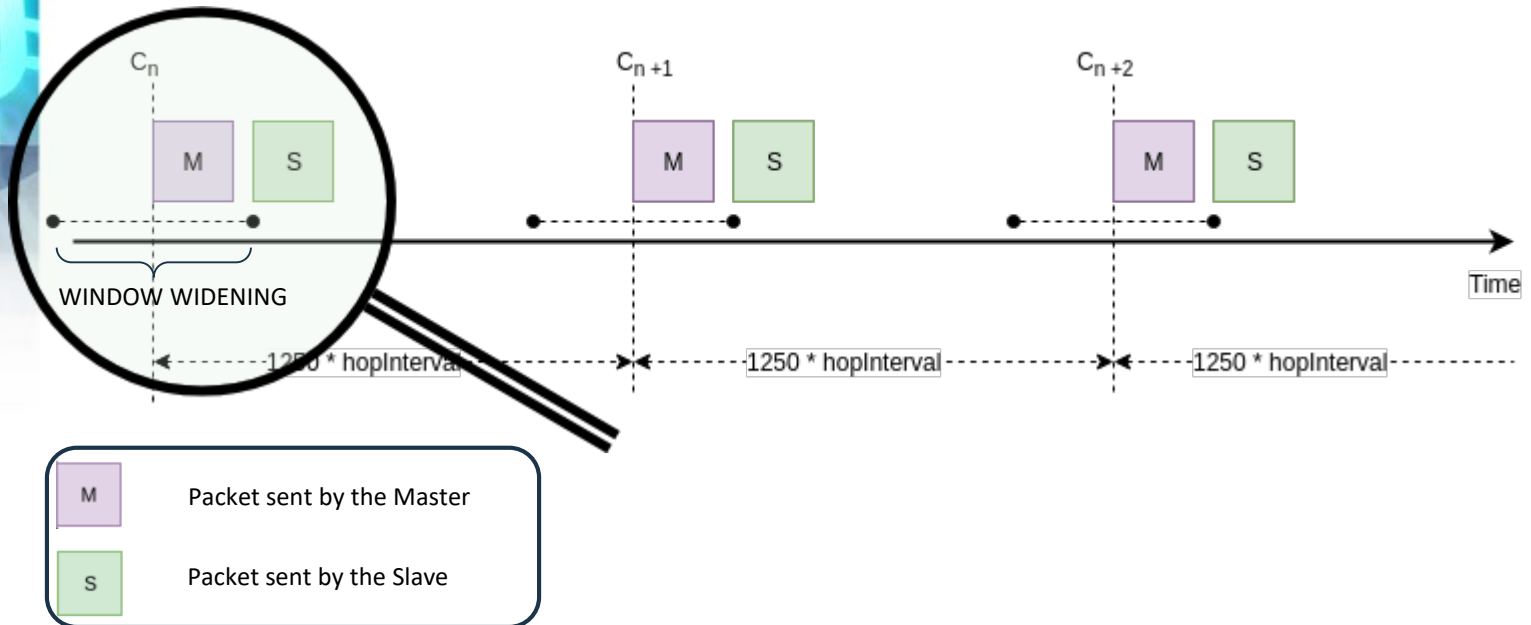 Cn
Cn +1
Cn +2
M
S
M
S
M
S
Time
WINDOW WIDENING
1250 * hopInterval
1250 * hopInterval
1250 * hopInterval
M Packet sent by the Master
S Packet sent by the Slave